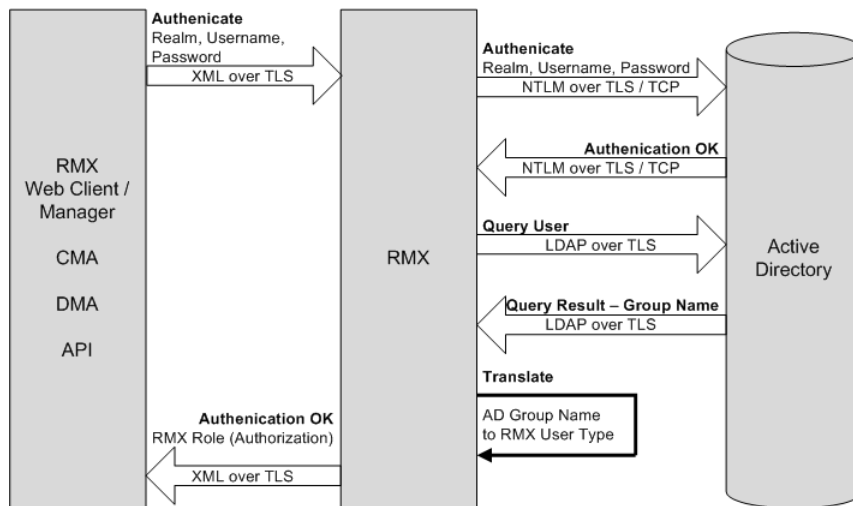 Authenicate
Realm, Username,
Password
XML over TLS
Authenicate
Realm, Username, Password
NTLM over TLS / TCP
Authenication OK
NTLM over TLS / TCP
RMX
Web Client /
Manager
CMA
DMA
API
RMX
Query User
LDAP over TLS
Active
Directory
Query Result – Group Name
LDAP over TLS
Translate
AD Group Name
to RMX User Type
Authenication OK
RMX Role (Authorization)
XML over TLS